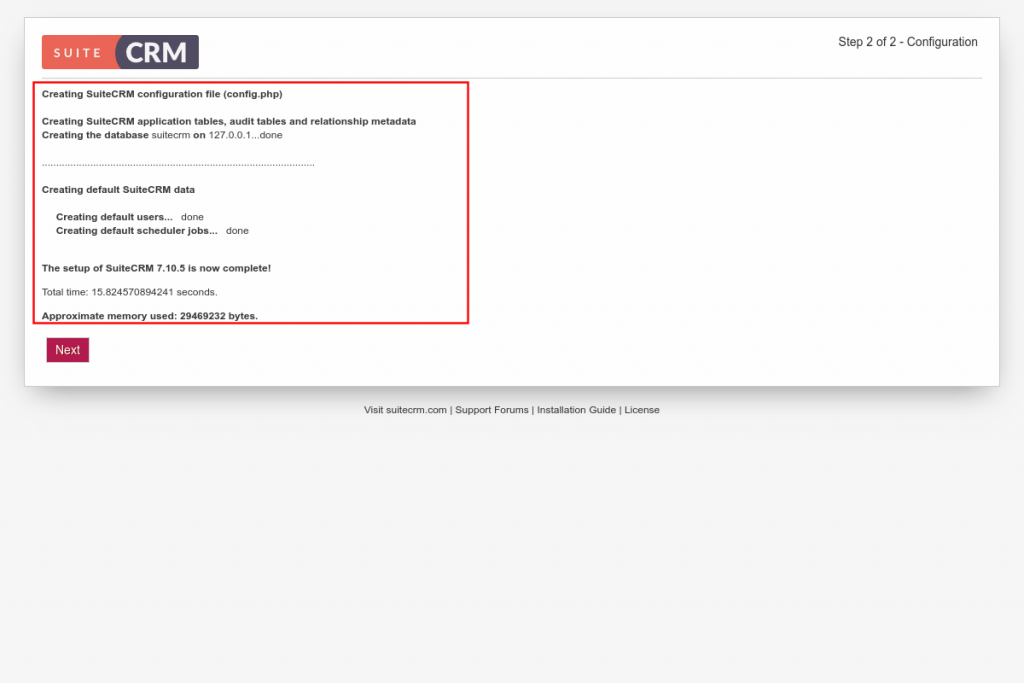 SUITE CRM
Step 2 of 2 - Configuration
Creating SuiteCRM configuration file (config.php)
Creating SuiteCRM application tables, audit tables and relationship metadata
Creating the database suitecrm on 127.0.0.1...done
................................................................................................
Creating default SuiteCRM data
Creating default users... done
Creating default scheduler jobs... done
The setup of SuiteCRM 7.10.5 is now complete!
Total time: 15.824570894241 seconds.
Approximate memory used: 29469232 bytes.
Next
Visit suitecrm.com | Support Forums | Installation Guide | License